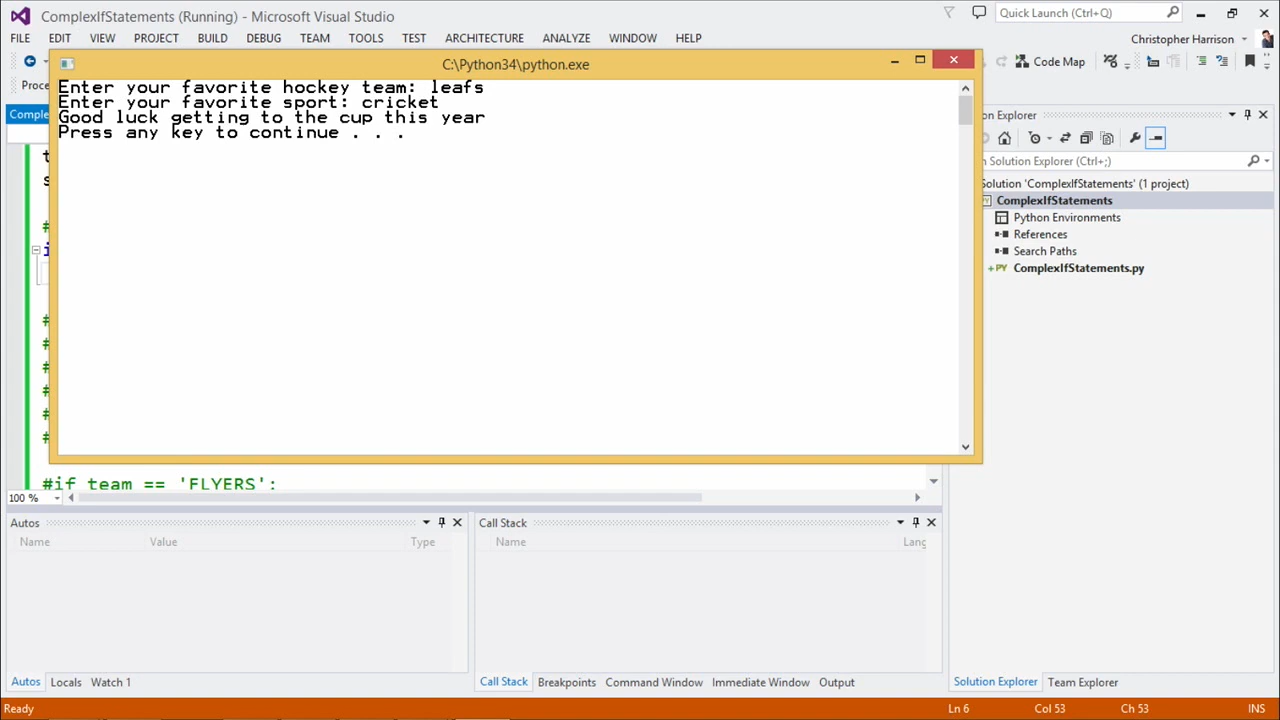 ComplexIfStatements (Running) - Microsoft Visual Studio
Quick Launch (Ctrl+Q)
FILE EDIT VIEW PROJECT BUILD DEBUG TEAM TOOLS TEST ARCHITECTURE ANALYZE WINDOW HELP
Christopher Harrison
C:\Python34\python.exe
Code Map
Proce
Enter your favorite hockey team: leafs
Enter your favorite sport: cricket
Good luck getting to the cup this year
Press any key to continue . . .
Comple
on Explorer
h Solution Explorer (Ctrl+;)
Solution 'ComplexIfStatements' (1 project)
ComplexIfStatements
Python Environments
References
Search Paths
ComplexIfStatements.py
t
s
#
i
#
#
#
#
#
#
#if team == 'FLYERS':
100 %
Autos
Name Value Type
Call Stack
Name Lang
Autos Locals Watch 1
Call Stack Breakpoints Command Window Immediate Window Output
Solution Explorer Team Explorer
Ready
Ln 6 Col 53 Ch 53 INS